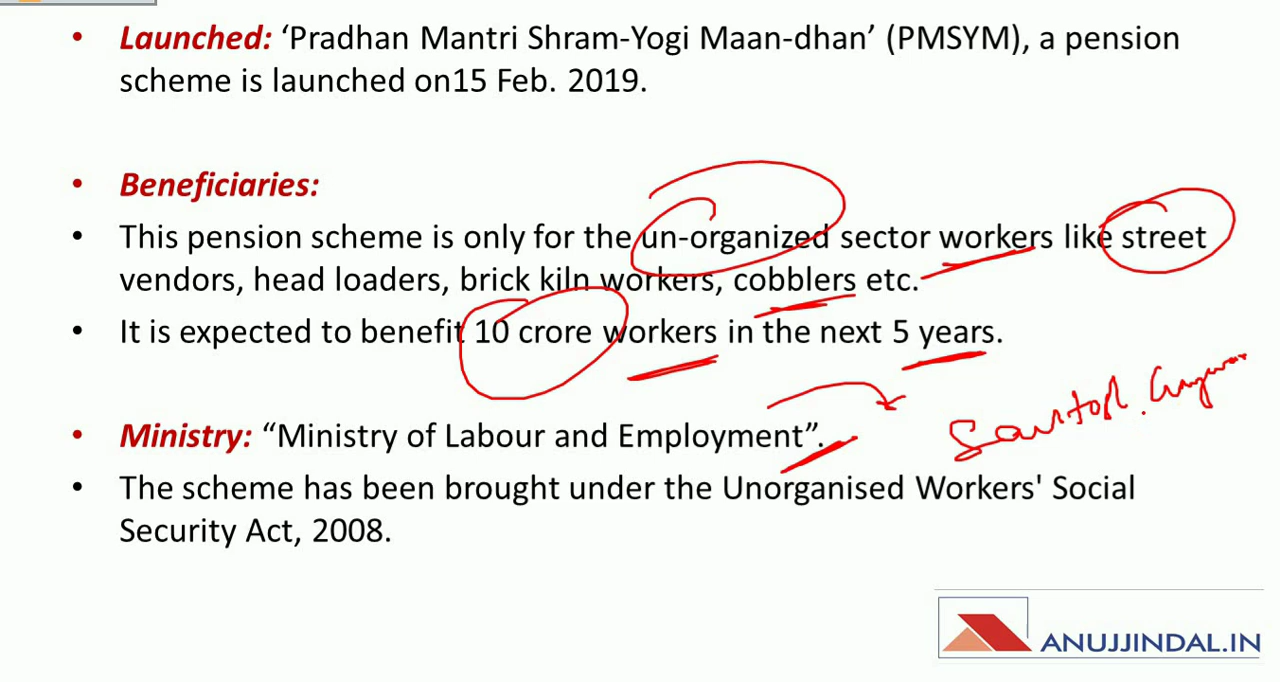 • Launched: ‘Pradhan Mantri Shram-Yogi Maan-dhan’ (PMSYM), a pension
scheme is launched on15 Feb. 2019.
• Beneficiaries:
• This pension scheme is only for the un-organized sector workers like street
vendors, head loaders, brick kiln workers, cobblers etc.
• It is expected to benefit 10 crore workers in the next 5 years.
• Ministry: “Ministry of Labour and Employment”.
• The scheme has been brought under the Unorganised Workers' Social
Security Act, 2008.
ANUJJINDAL.IN